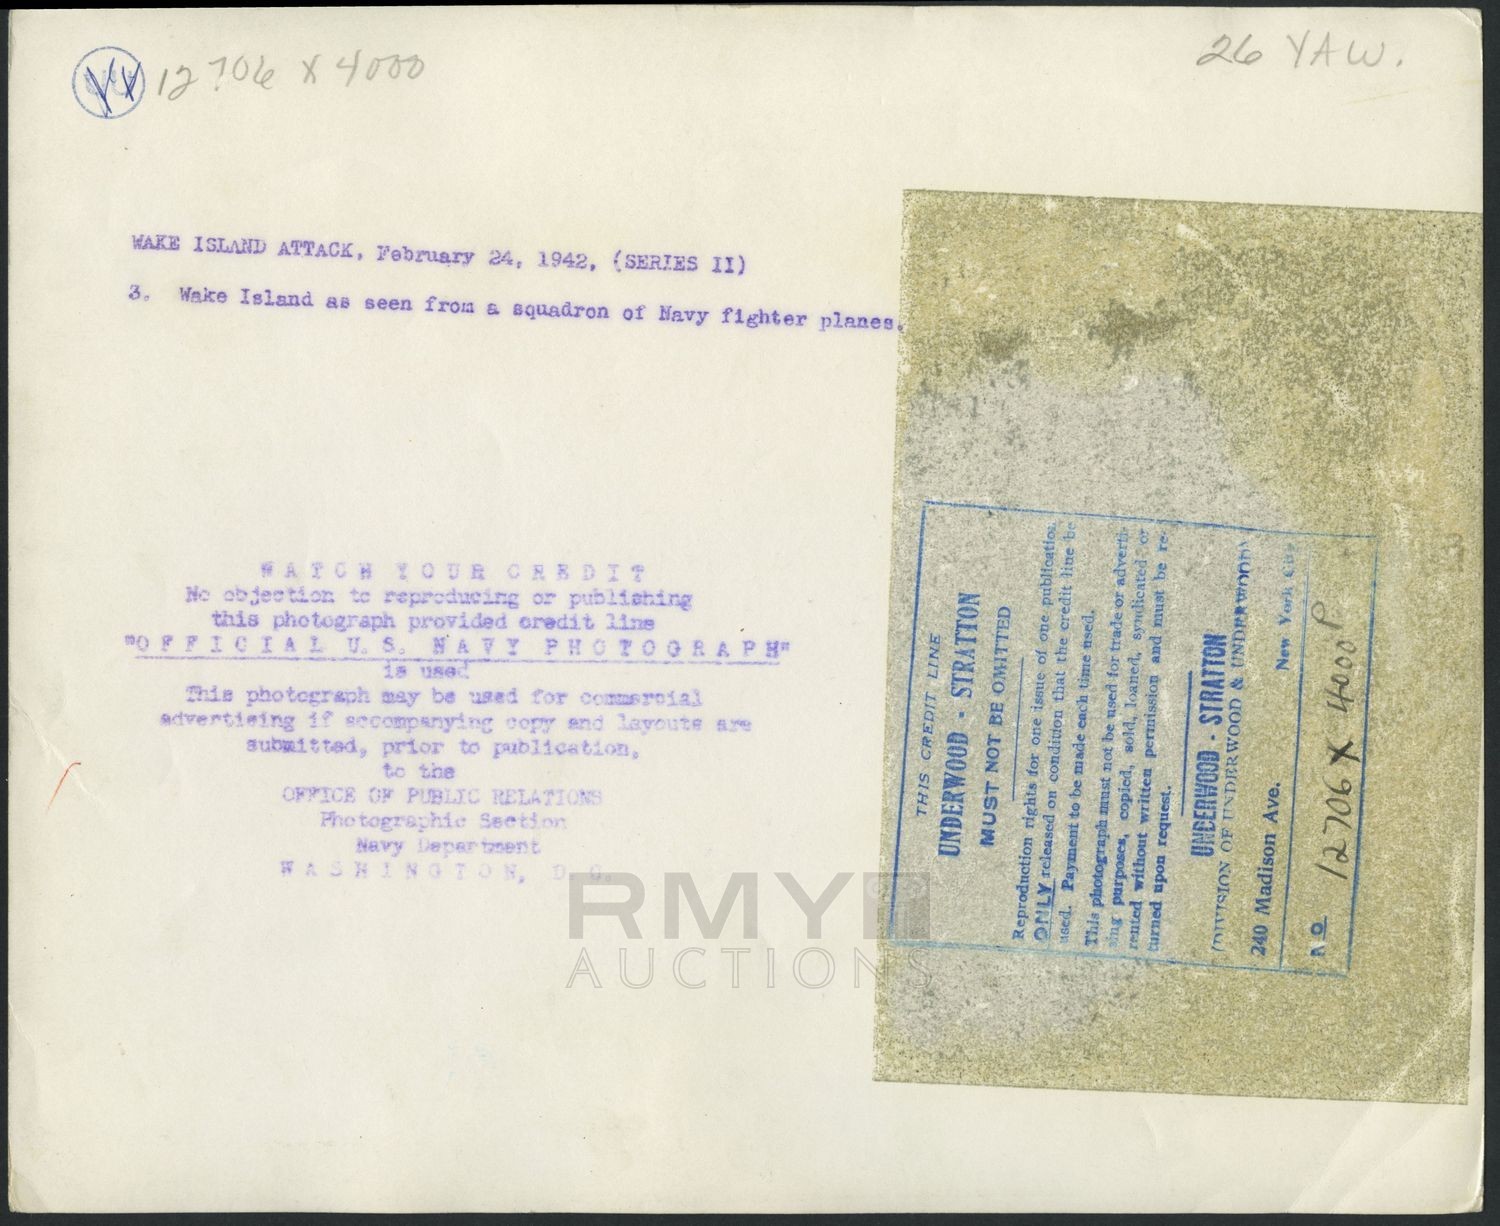 12706 X 4000
26 YAW.
WAKE ISLAND ATTACK, February 24, 1942, (SERIES II)
3. Wake Island as seen from a squadron of Navy fighter planes.
WATCH YOUR CREDIT
No objection to reproducing or publishing
this photograph provided credit line
"OFFICIAL U. S. NAVY PHOTOGRAPH"
is used
This photograph may be used for commercial
advertising if accompanying copy and layouts are
submitted, prior to publication,
to the
OFFICE OF PUBLIC RELATIONS
Photographic Section
Navy Department
WASHINGTON, D.C.
THIS CREDIT LINE
UNDERWOOD - STRATTON
MUST NOT BE OMITTED
Reproduction rights for one issue of one publication
ONLY released on condition that the credit line be
used. Payment to be made each time used.
This photograph must not be used for trade or adverti-
sing purposes, copied, sold, loaned, syndicated or
rented without written permission and must be re-
turned upon request.
UNDERWOOD - STRATTON
(DIVISION OF UNDERWOOD & UNDERWOOD)
240 Madison Ave. New York City
No 12706 X 4000 P
RMY AUCTIONS